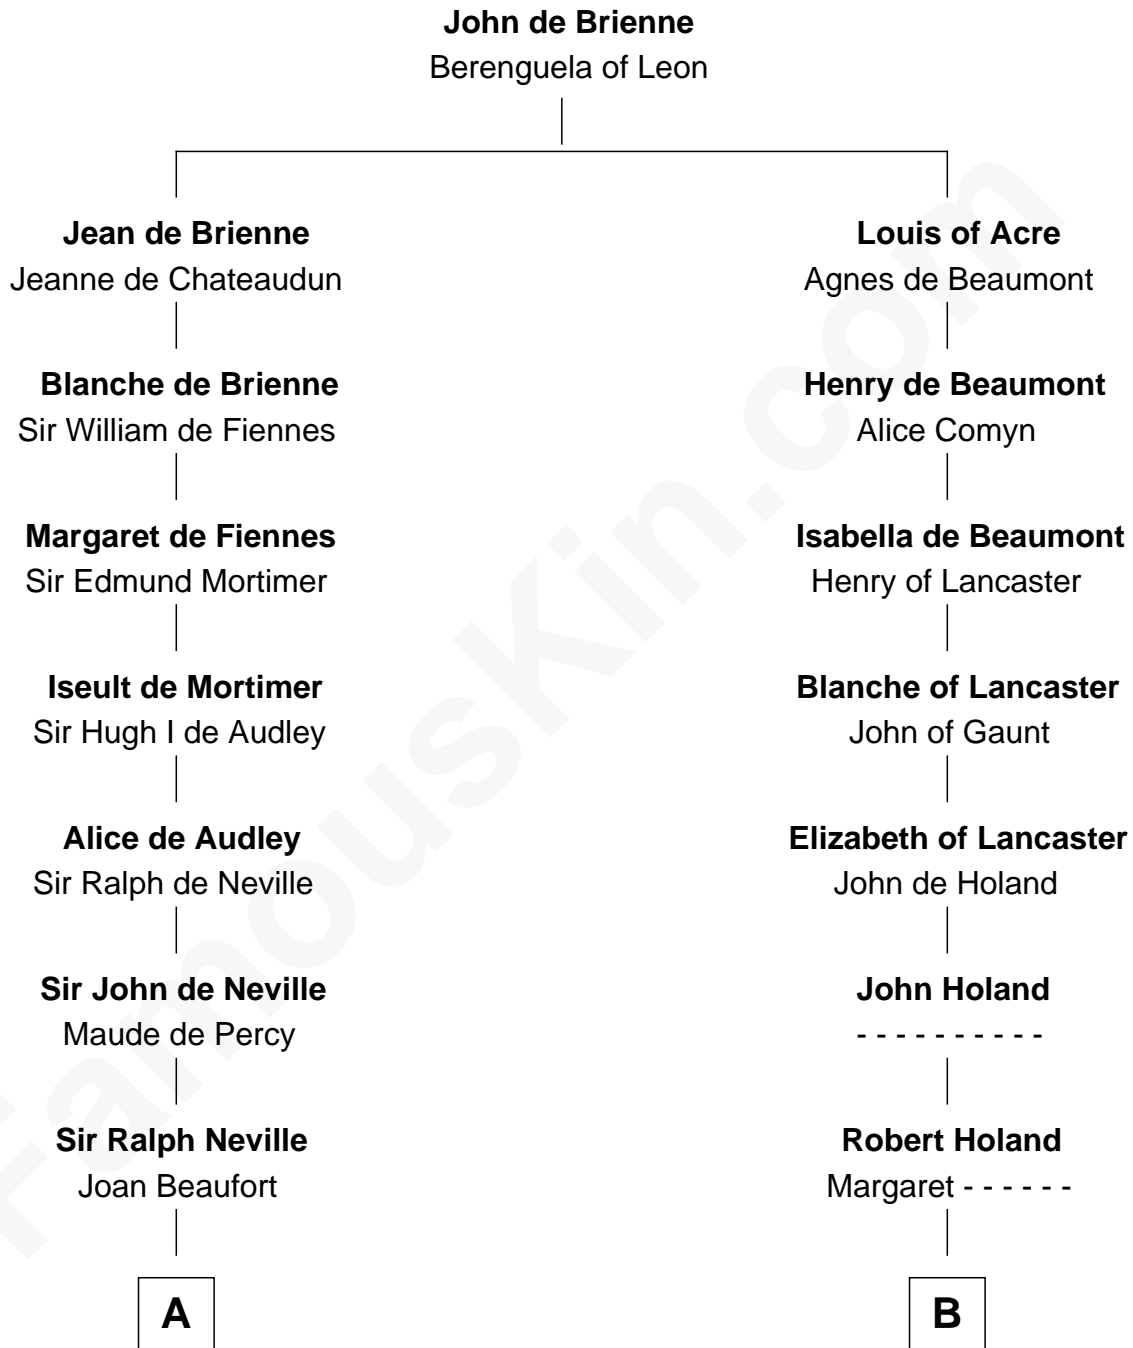 John de Brienne
Berenguela of Leon
Jean de Brienne
Jeanne de Chateaudun
Louis of Acre
Agnes de Beaumont
Blanche de Brienne
Sir William de Fiennes
Henry de Beaumont
Alice Comyn
Margaret de Fiennes
Sir Edmund Mortimer
Isabella de Beaumont
Henry of Lancaster
Iseult de Mortimer
Sir Hugh I de Audley
Blanche of Lancaster
John of Gaunt
Alice de Audley
Sir Ralph de Neville
Elizabeth of Lancaster
John de Holand
Sir John de Neville
Maude de Percy
John Holand
- - - - - - - - - -
Sir Ralph Neville
Joan Beaufort
Robert Holand
Margaret - - - - - -
A
B
FamousKin.com